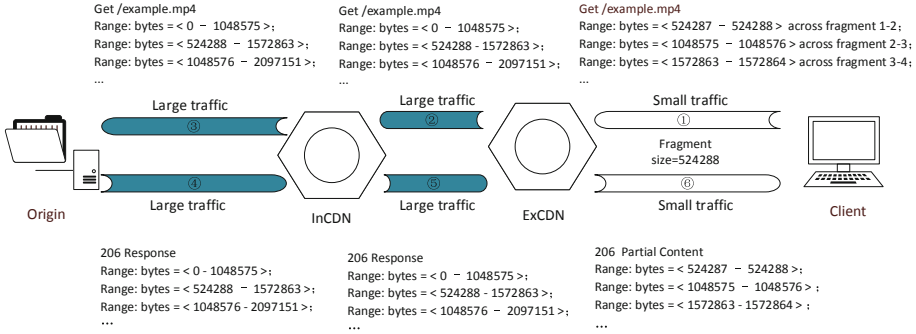 Get /example.mp4
Range: bytes = < 0 – 1048575 >;
Range: bytes = < 524288 – 1572863 >;
Range: bytes = < 1048576 – 2097151 >;
...
Get /example.mp4
Range: bytes = < 0 – 1048575 >;
Range: bytes = < 524288 - 1572863 >;
Range: bytes = < 1048576 – 2097151 >;
...
Get /example.mp4
Range: bytes = < 524287 – 524288 > across fragment 1-2;
Range: bytes = < 1048575 – 1048576 > across fragment 2-3;
Range: bytes = < 1572863 – 1572864 > across fragment 3-4;
...
Large traffic
③
Large traffic
②
Small traffic
①
Fragment
size=524288
④
Large traffic
⑤
Large traffic
⑥
Small traffic
Origin
InCDN
ExCDN
Client
206 Response
Range: bytes = < 0 - 1048575 >;
Range: bytes = < 524288 – 1572863 >;
Range: bytes = < 1048576 - 2097151 >;
...
206 Response
Range: bytes = < 0 – 1048575 >;
Range: bytes = < 524288 - 1572863 >;
Range: bytes = < 1048576 – 2097151 >;
...
206 Partial Content
Range: bytes = < 524287 – 524288 >;
Range: bytes = < 1048575 – 1048576 >;
Range: bytes = < 1572863 - 1572864 >;
...